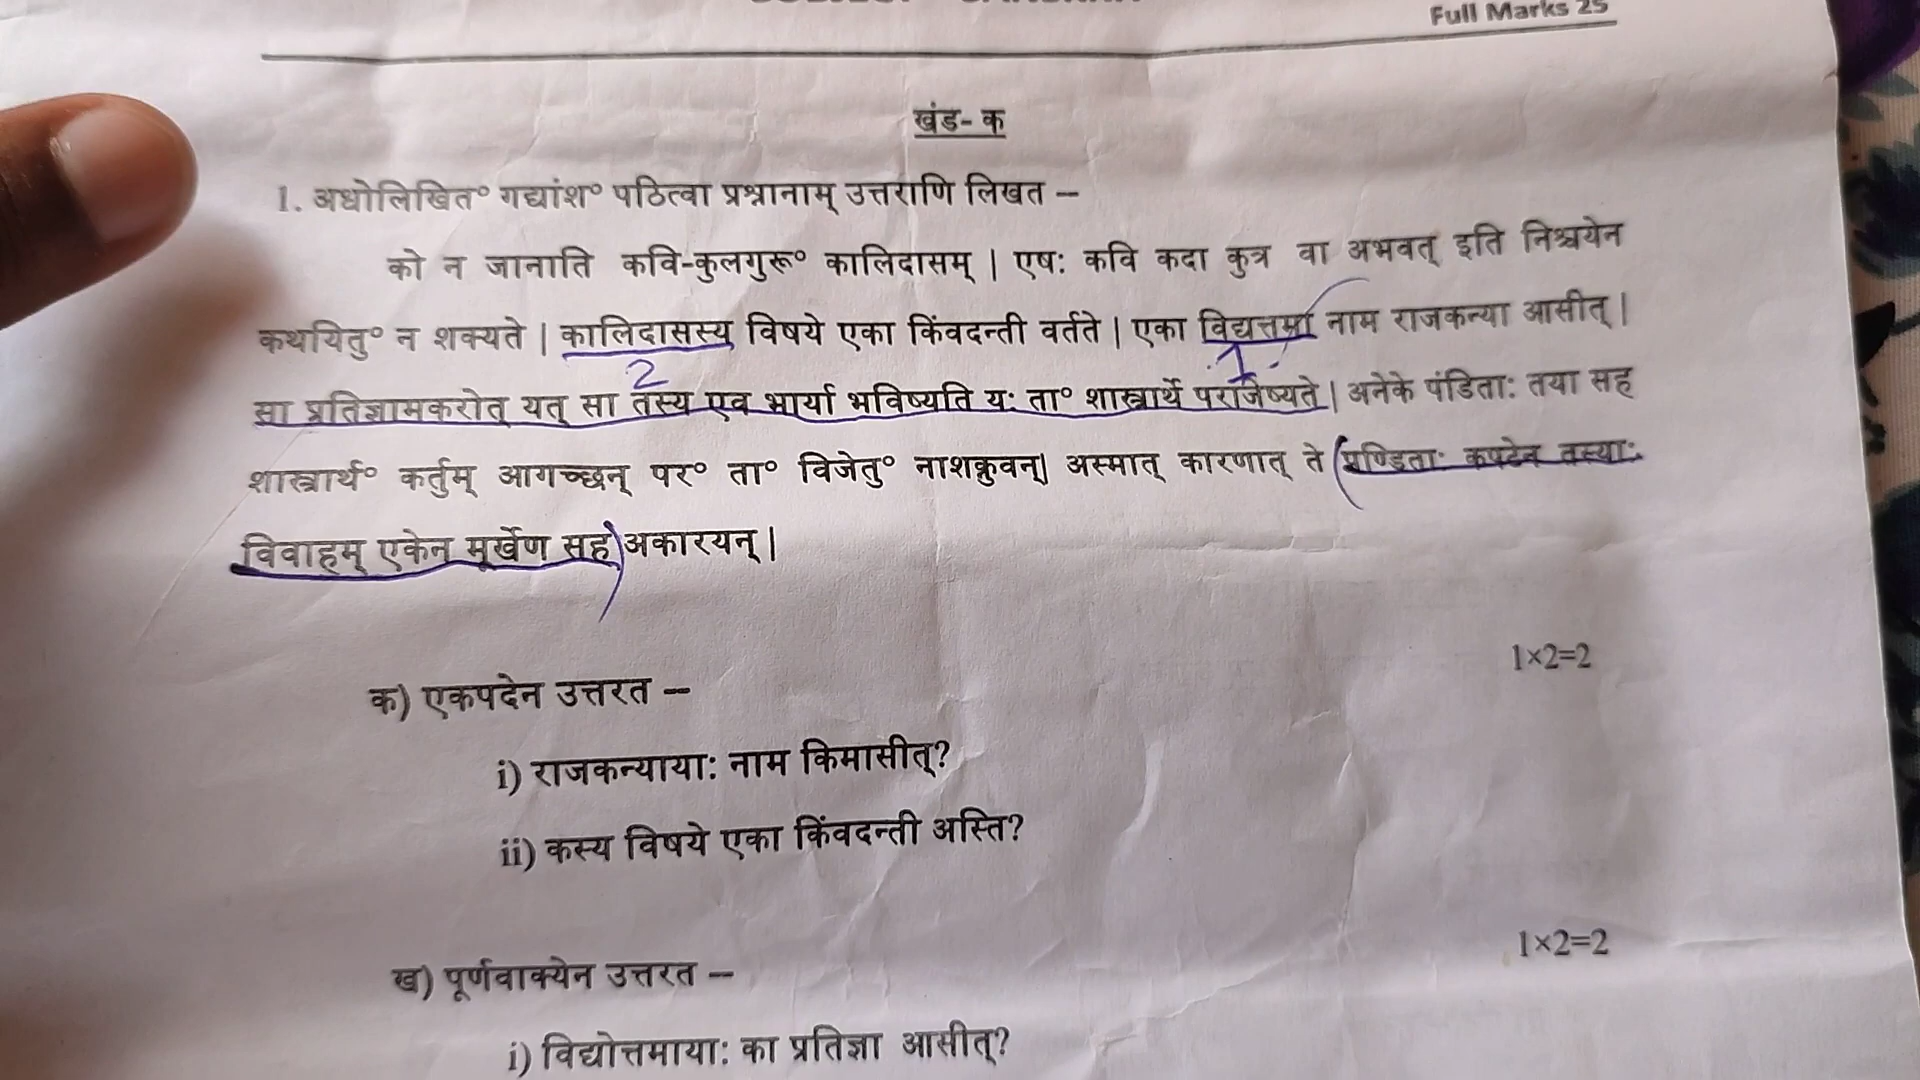 Full Marks 25
खंड- क
1. अधोलिखित° गद्यांश° पठित्वा प्रश्नानाम् उत्तराणि लिखत –
को न जानाति कवि-कुलगुरू° कालिदासम् | एष: कवि कदा कुत्र वा अभवत् इति निश्चयेन
कथयितु° न शक्यते | कालिदासस्य विषये एका किंवदन्ती वर्तते | एका विद्यत्तमा नाम राजकन्या आसीत् |
2 1
सा प्रतिज्ञामकरोत् यत् सा तस्य एव भार्या भविष्यति य: ता° शास्त्रार्थे पराजेष्यते | अनेके पंडिता: तया सह
शास्त्रार्थ° कर्तुम् आगच्छन् पर° ता° विजेतु° नाशक्नुवन्| अस्मात् कारणात् ते पण्डिता: कपटेन तस्या:
विवाहम् एकेन मूर्खेण सह अकारयन् |
1×2=2
क) एकपदेन उत्तरत –
i) राजकन्याया: नाम किमासीत्?
ii) कस्य विषये एका किंवदन्ती अस्ति?
1×2=2
ख) पूर्णवाक्येन उत्तरत –
i) विद्योत्तमाया: का प्रतिज्ञा आसीत्?